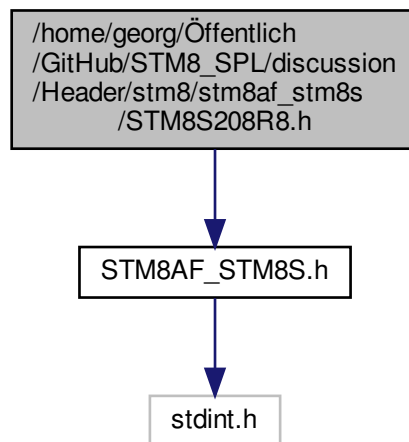 /home/georg/Öffentlich
/GitHub/STM8_SPL/discussion
/Header/stm8/stm8af_stm8s
/STM8S208R8.h
STM8AF_STM8S.h
stdint.h